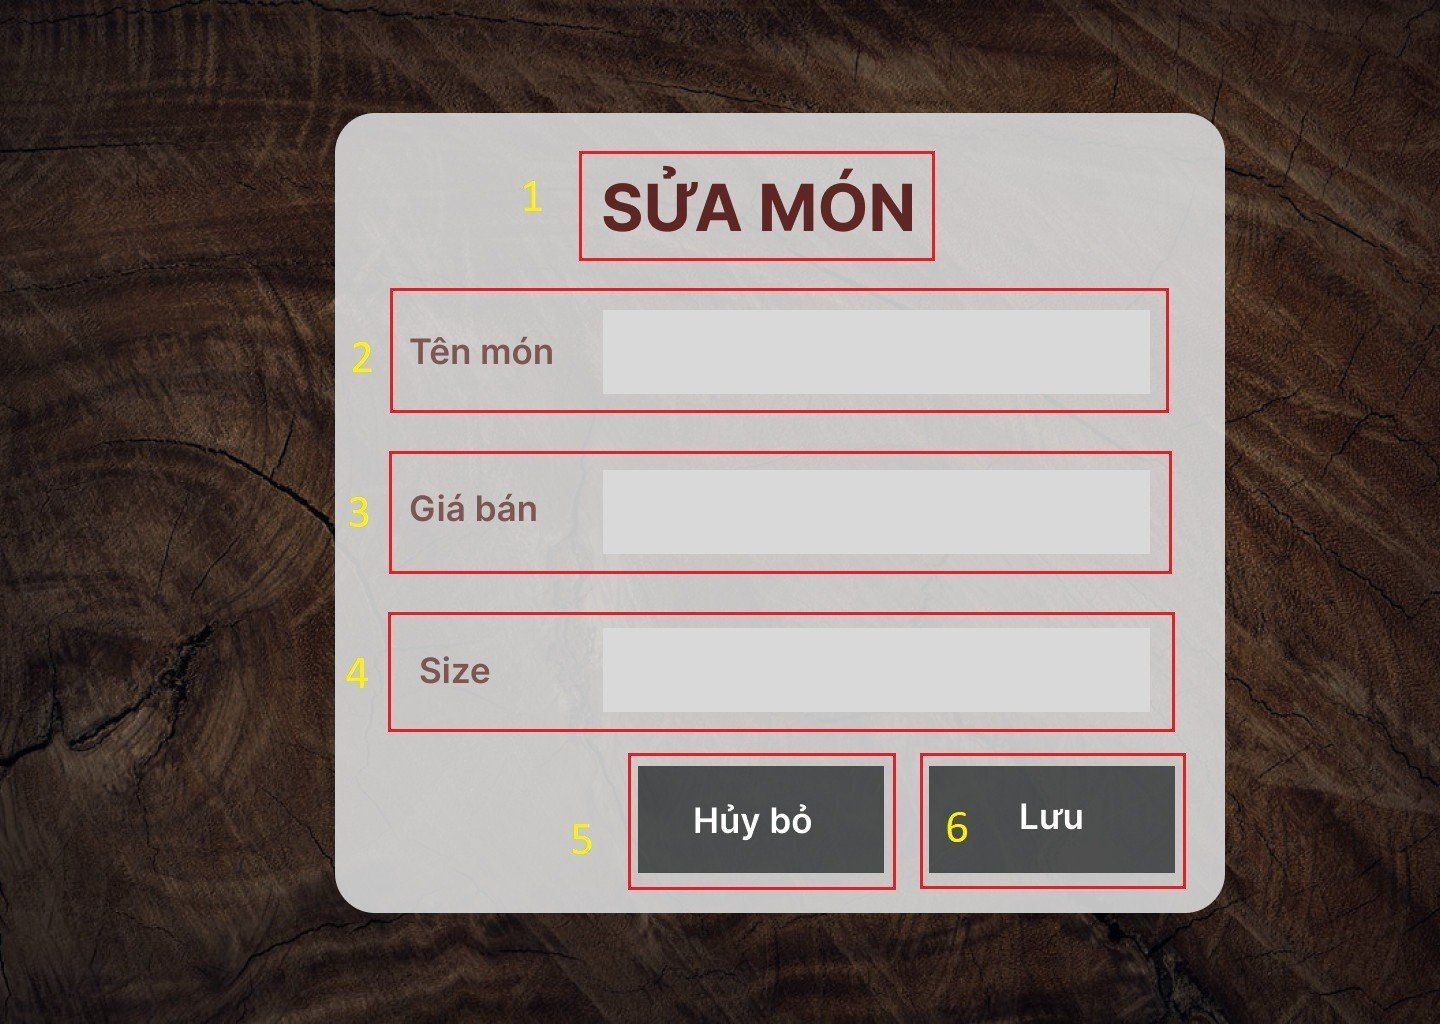 1 SỬA MÓN
2 Tên món
3 Giá bán
4 Size
5 Hủy bỏ 6 Lưu